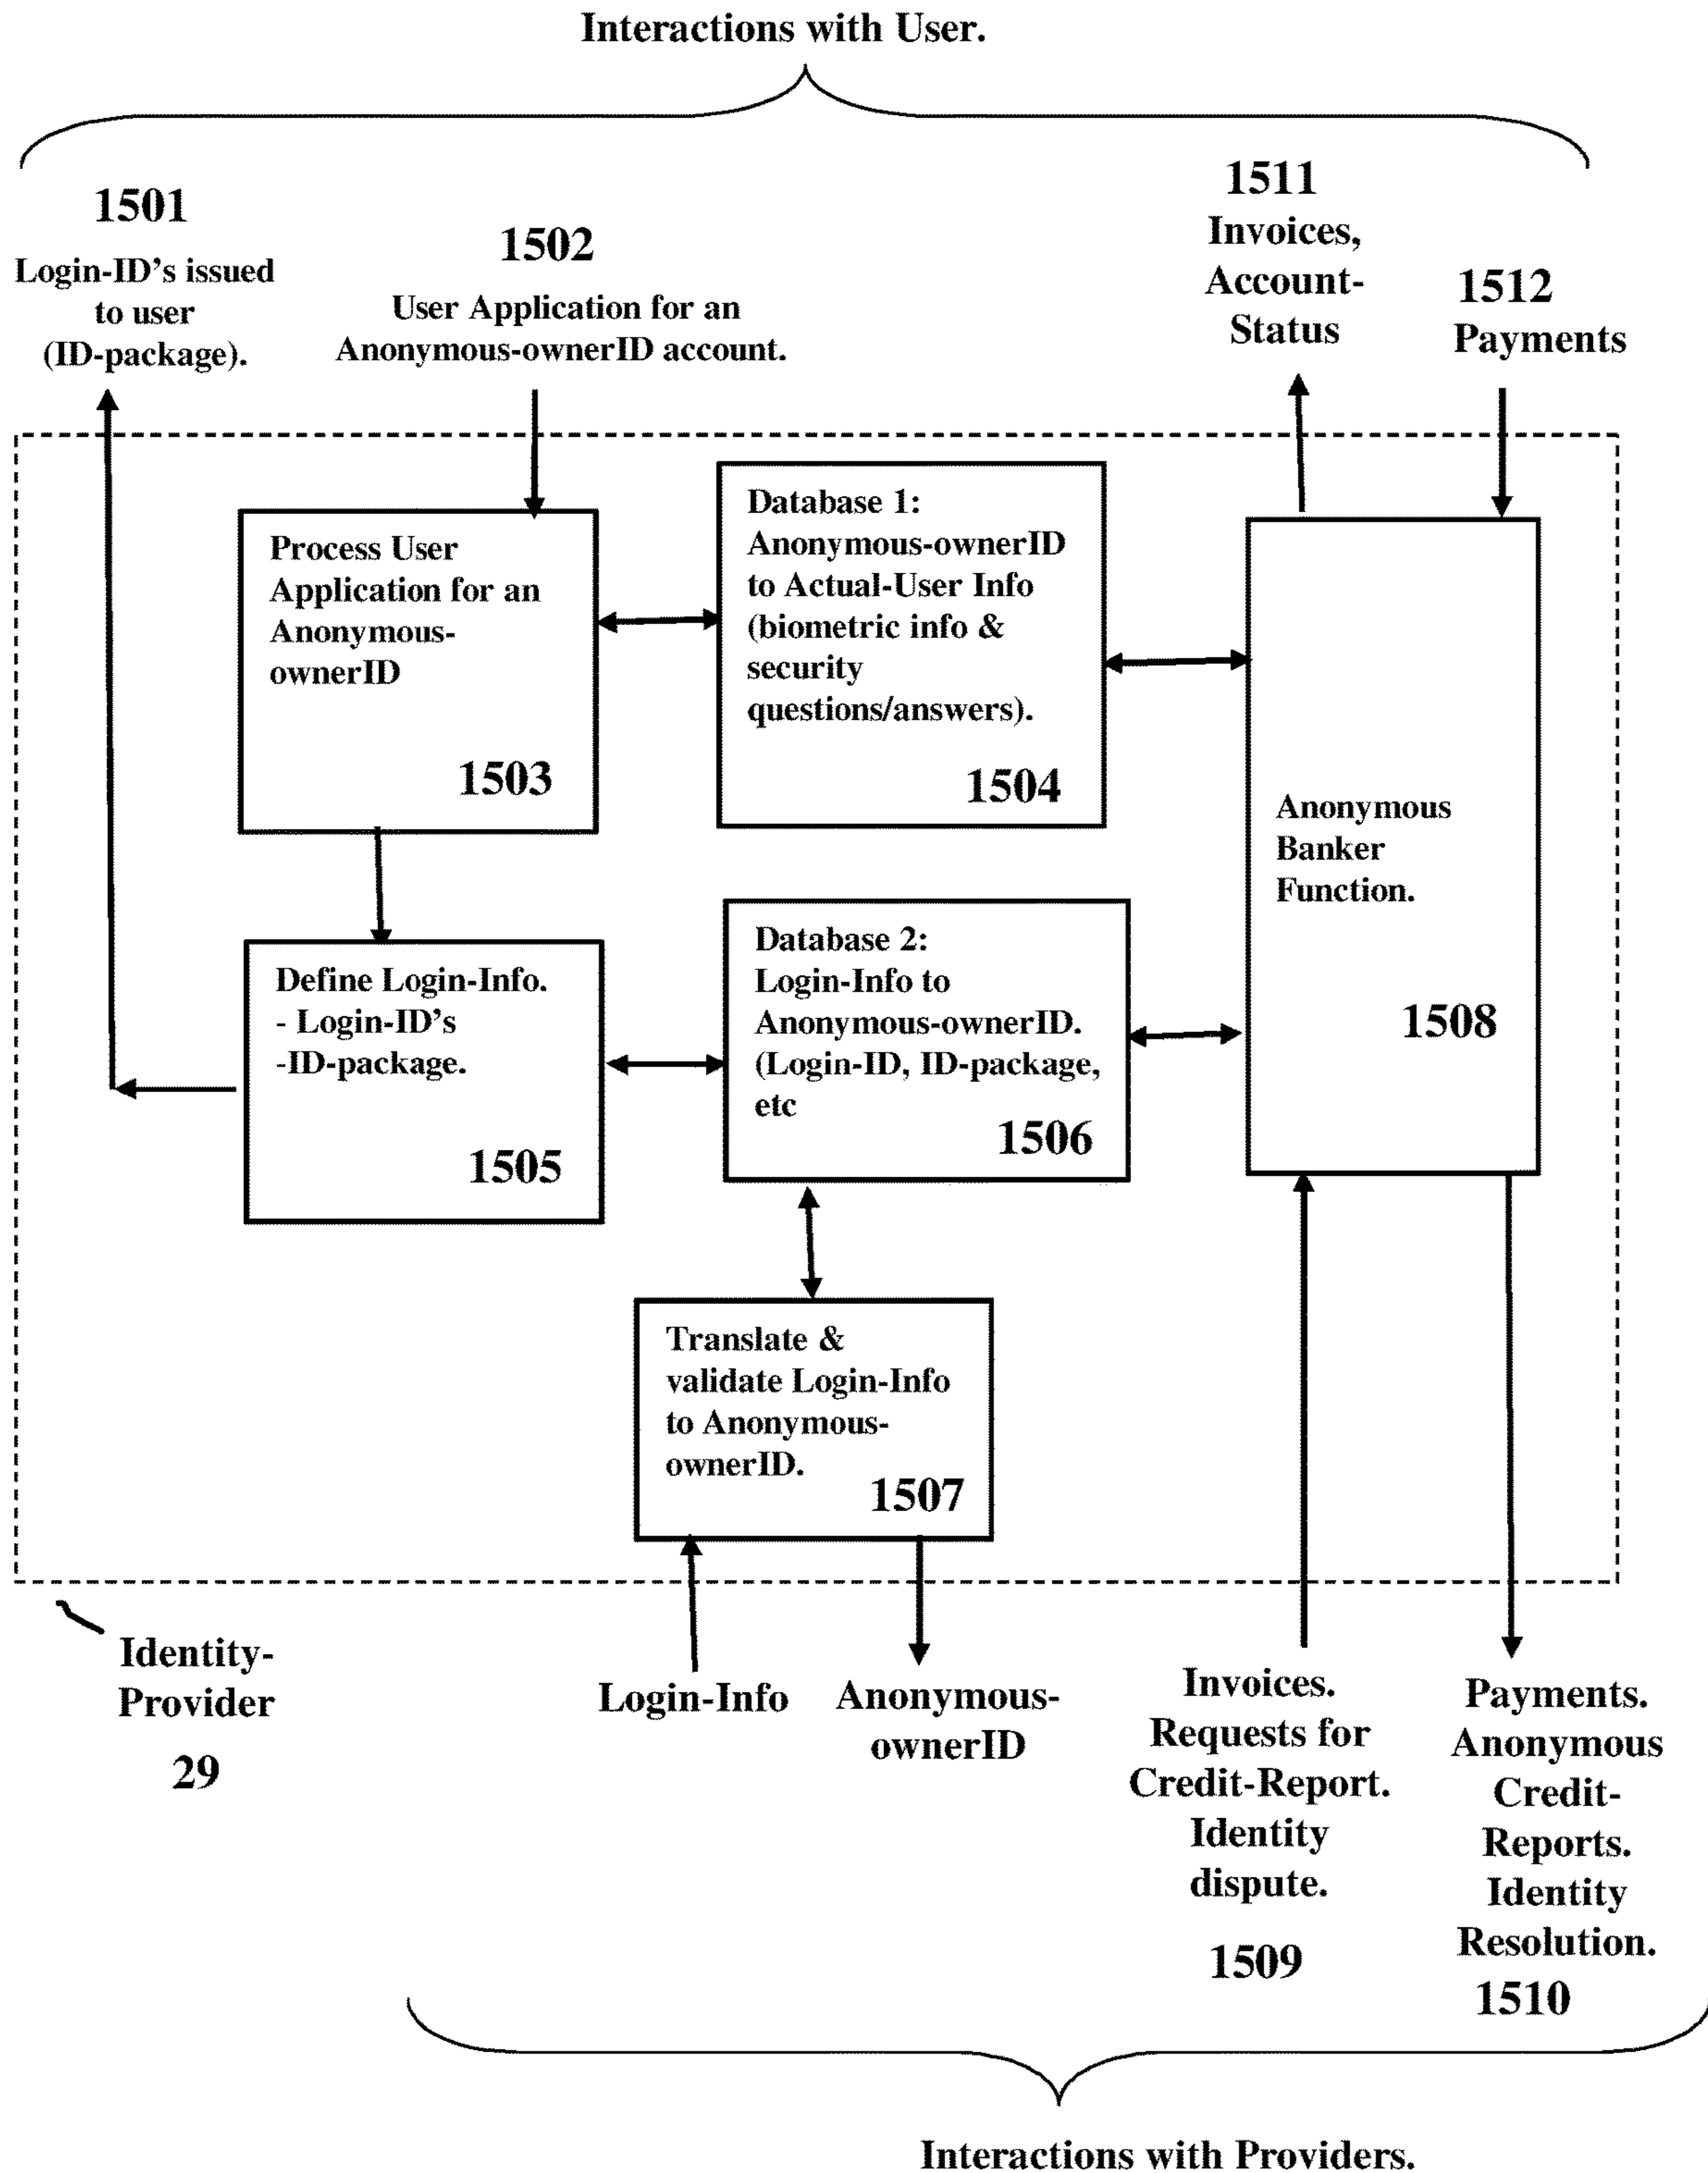 Interactions with User.
1501
Login-ID's issued
to user
(ID-package).
1502
User Application for an
Anonymous-ownerID account.
1511
Invoices,
Account-
Status
1512
Payments
Process User
Application for an
Anonymous-
ownerID
1503
Database 1:
Anonymous-ownerID
to Actual-User Info
(biometric info &
security
questions/answers).
1504
Anonymous
Banker
Function.
1508
Define Login-Info.
- Login-ID's
-ID-package.
1505
Database 2:
Login-Info to
Anonymous-ownerID.
(Login-ID, ID-package,
etc
1506
Translate &
validate Login-Info
to Anonymous-
ownerID.
1507
Identity-
Provider
29
Login-Info
Anonymous-
ownerID
Invoices.
Requests for
Credit-Report.
Identity
dispute.
1509
Payments.
Anonymous
Credit-
Reports.
Identity
Resolution.
1510
Interactions with Providers.